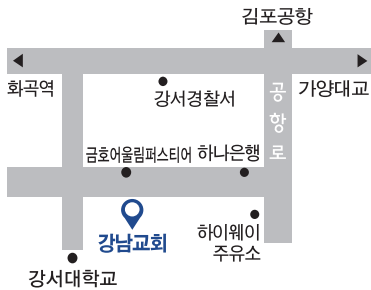 김포공항
화곡역
강서경찰서
공항로
가양대교
금호어울림퍼스티어
하나은행
하이웨이
주유소
강남교회
강서대학교